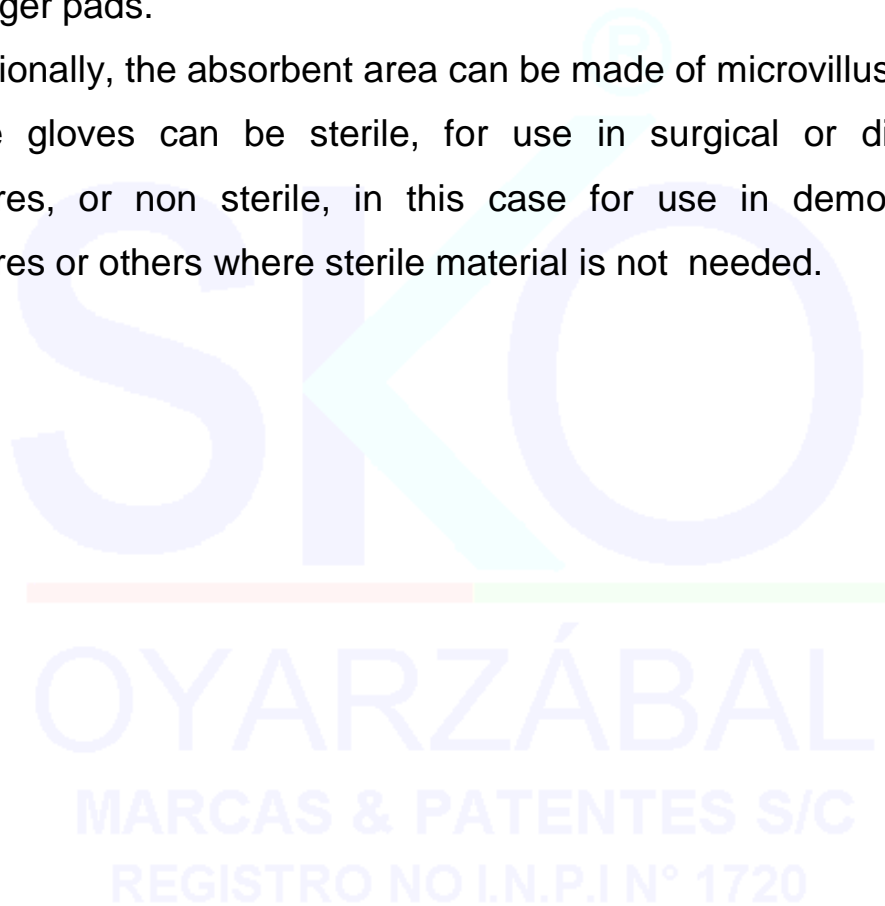 ger pads.
ionally, the absorbent area can be made of microvillus
e gloves can be sterile, for use in surgical or di
res, or non sterile, in this case for use in demo
res or others where sterile material is not needed.
®
SKO
OYARZÁBAL
MARCAS & PATENTES S/C
REGISTRO NO I.N.P.I N° 1720